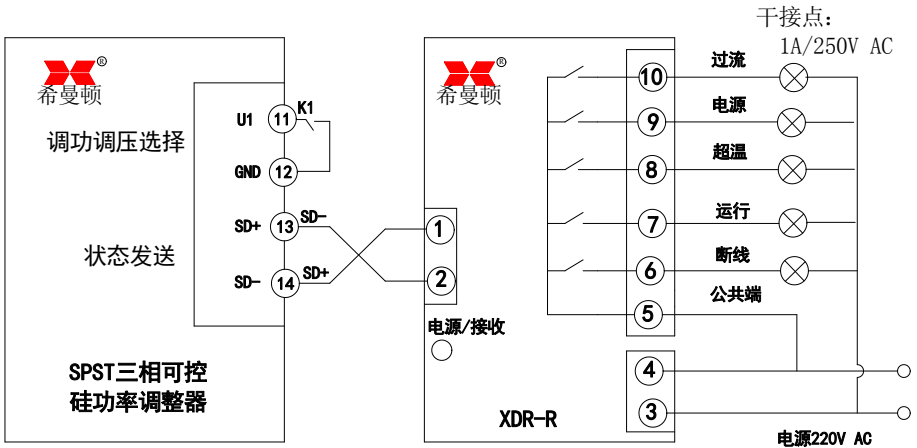 干接点:
1A/250V AC
®
希曼顿
调功调压选择
U1
11
K1
GND
12
状态发送
SD+
13
SD-
SD-
14
SD+
SPST三相可控
硅功率调整器
®
希曼顿
1
2
电源/接收
XDR-R
10
过流
9
电源
8
超温
7
运行
6
断线
5
公共端
4
3
电源220V AC